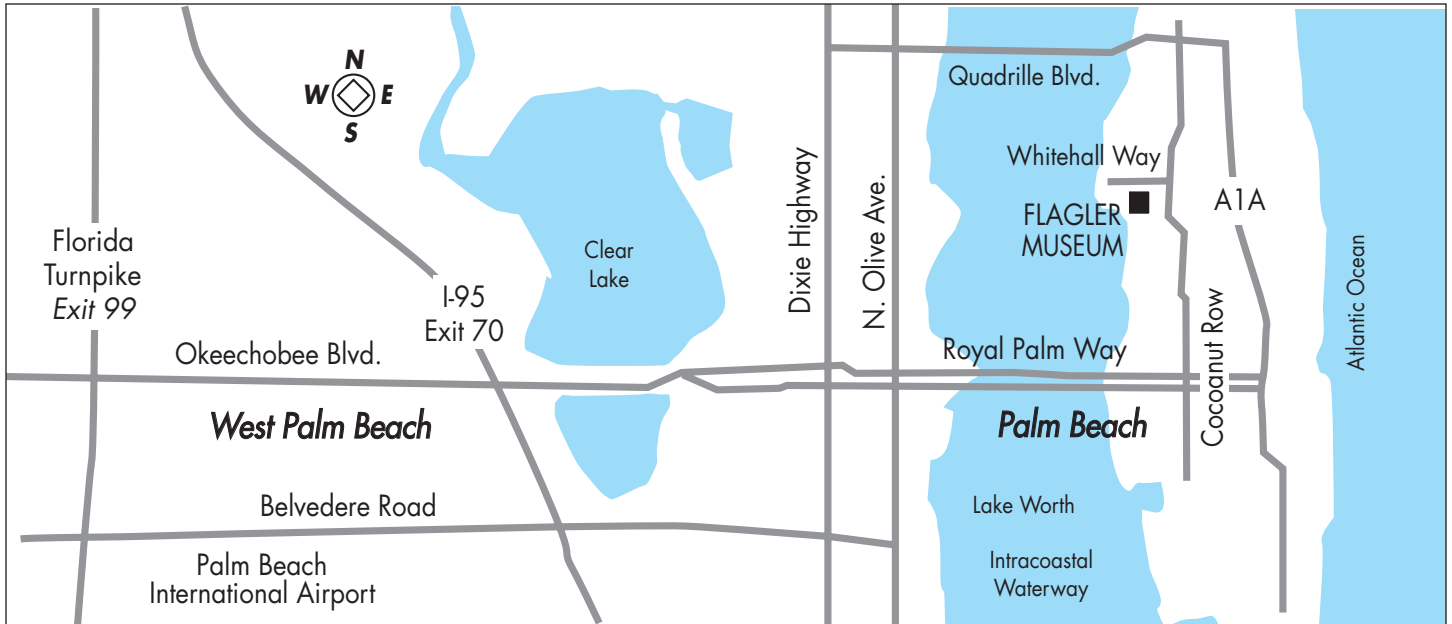 N
W E
S
Quadrille Blvd.
Whitehall Way
FLAGLER
MUSEUM
A1A
Florida
Turnpike
Exit 99
Clear
Lake
Dixie Highway
N. Olive Ave.
I-95
Exit 70
Atlantic Ocean
Okeechobee Blvd.
Royal Palm Way
Cocoanut Row
West Palm Beach
Palm Beach
Belvedere Road
Lake Worth
Palm Beach
International Airport
Intracoastal
Waterway